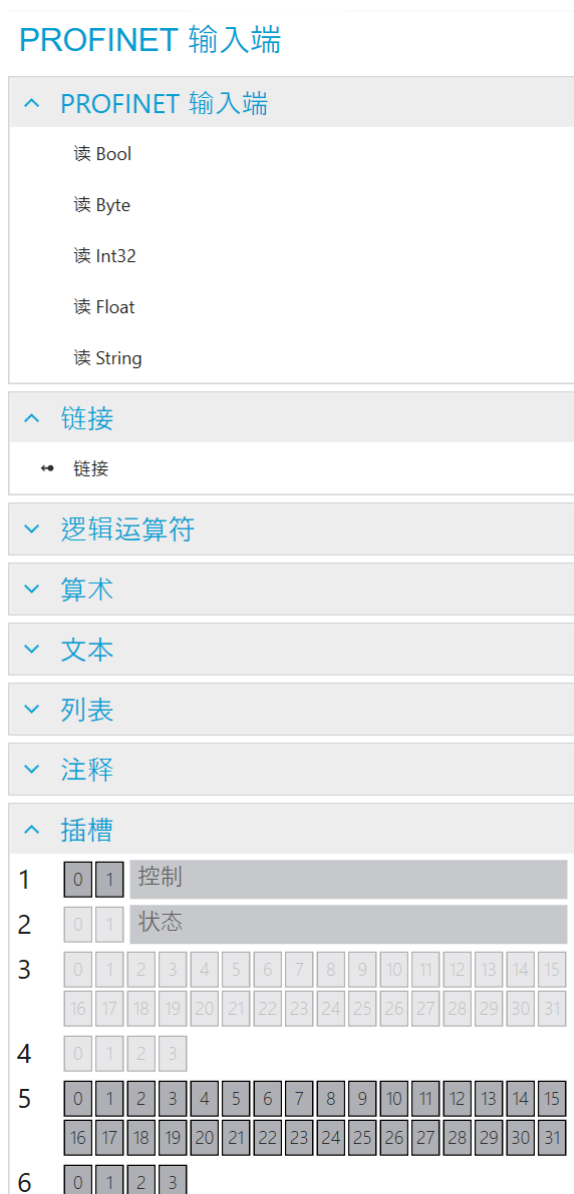 PROFINET 输入端
PROFINET 输入端
读 Bool
读 Byte
读 Int32
读 Float
读 String
链接
链接
逻辑运算符
算术
文本
列表
注释
插槽
1 0 1 控制
2 0 1 状态
3 0 1 2 3 4 5 6 7 8 9 10 11 12 13 14 15
16 17 18 19 20 21 22 23 24 25 26 27 28 29 30 31
4 0 1 2 3
5 0 1 2 3 4 5 6 7 8 9 10 11 12 13 14 15
16 17 18 19 20 21 22 23 24 25 26 27 28 29 30 31
6 0 1 2 3